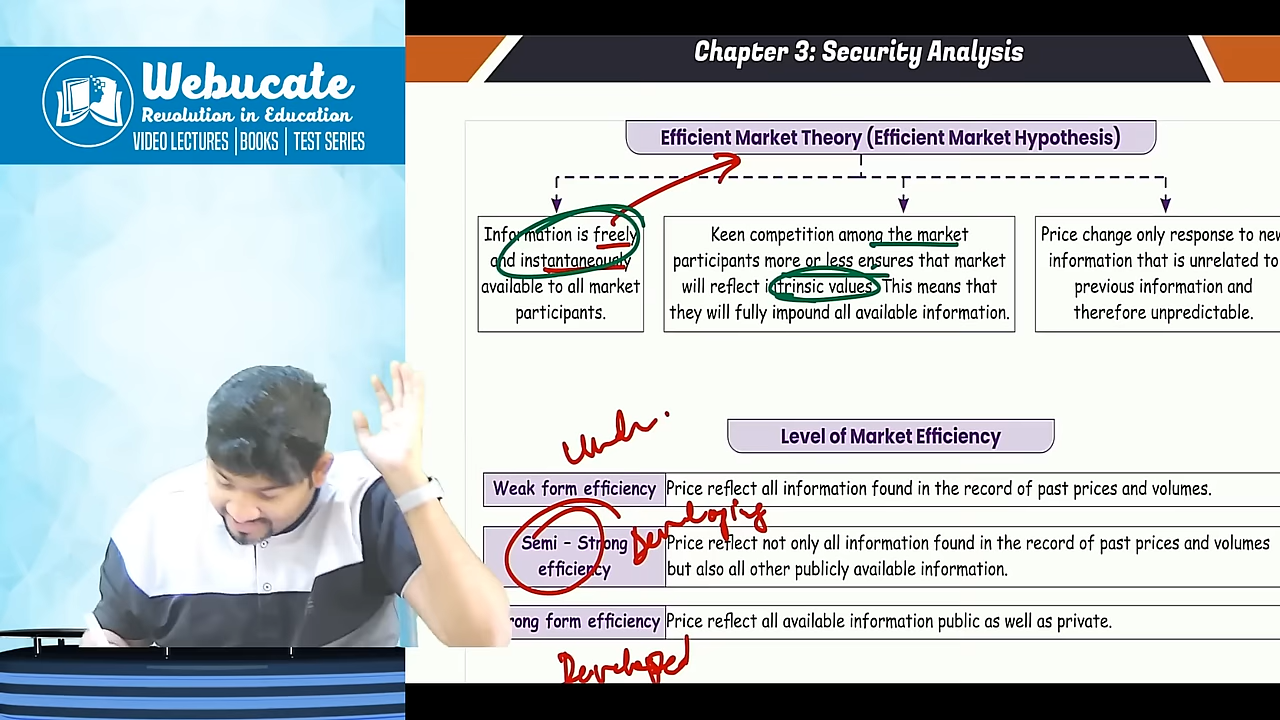 Webucate
Revolution in Education
VIDEO LECTURES | BOOKS | TEST SERIES
Chapter 3: Security Analysis
Efficient Market Theory (Efficient Market Hypothesis)
Information is freely
and instantaneously
available to all market
participants.
Keen competition among the market
participants more or less ensures that market
will reflect intrinsic values. This means that
they will fully impound all available information.
Price change only response to new
information that is unrelated to
previous information and
therefore unpredictable.
Under
Level of Market Efficiency
Weak form efficiency
Price reflect all information found in the record of past prices and volumes.
Developing
Semi - Strong
efficiency
Price reflect not only all information found in the record of past prices and volumes
but also all other publicly available information.
rong form efficiency
Price reflect all available information public as well as private.
Developed